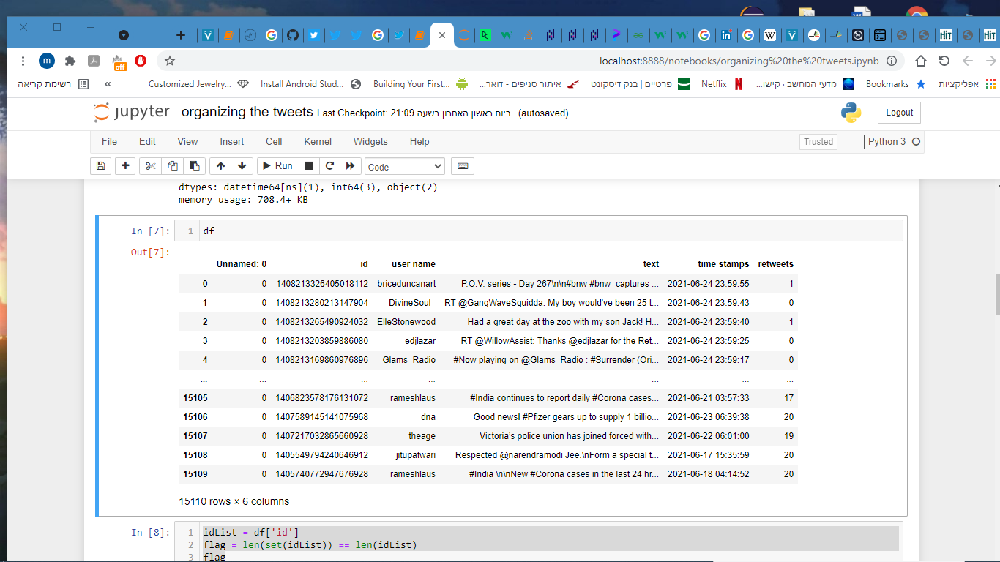 m
off
localhost:8888/notebooks/organizing%20the%20tweets.ipynb
רשימת קריאה
«
Customized Jewelry...
Install Android Stud...
Building Your First...
איתור סניפים - דואר...
פרטיים | בנק דיסקונט
Netflix
מדעי המחשב · קישו...
Bookmarks
אפליקציות
jupyter organizing the tweets Last Checkpoint: 21:09 ביום ראשון האחרון בשעה (autosaved)
Logout
File Edit View Insert Cell Kernel Widgets Help
Trusted
Python 3
Run
Code
dtypes: datetime64[ns](1), int64(3), object(2)
memory usage: 708.4+ KB
In [7]: 1 df
Out[7]:
Unnamed: 0 id user name text time stamps retweets
0 0 1408213326405018112 briceduncanart P.O.V. series - Day 267\n\n#bnw #bnw_captures ... 2021-06-24 23:59:55 1
1 0 1408213280213147904 DivineSoul_ RT @GangWaveSquidda: My boy would've been 25 t... 2021-06-24 23:59:43 0
2 0 1408213265490924032 ElleStonewood Had a great day at the zoo with my son Jack! H... 2021-06-24 23:59:40 1
3 0 1408213203859886080 edjlazar RT @WillowAssist: Thanks @edjlazar for the Ret... 2021-06-24 23:59:25 0
4 0 1408213169860976896 Glams_Radio #Now playing on @Glams_Radio : #Surrender (Ori... 2021-06-24 23:59:17 0
... ... ... ... ... ... ...
15105 0 1406823578176131072 rameshlaus #India continues to report daily #Corona cases... 2021-06-21 03:57:33 17
15106 0 1407589145141075968 dna Good news! #Pfizer gears up to supply 1 billio... 2021-06-23 06:39:38 20
15107 0 1407217032865660928 theage Victoria's police union has joined forced with... 2021-06-22 06:01:00 19
15108 0 1405549794240646912 jitupatwari Respected @narendramodi Jee.\nForm a special t... 2021-06-17 15:35:59 20
15109 0 1405740772947676928 rameshlaus #India \n\nNew #Corona cases in the last 24 hr... 2021-06-18 04:14:52 20
15110 rows × 6 columns
In [8]: 1 idList = df['id']
2 flag = len(set(idList)) == len(idList)
3 flag